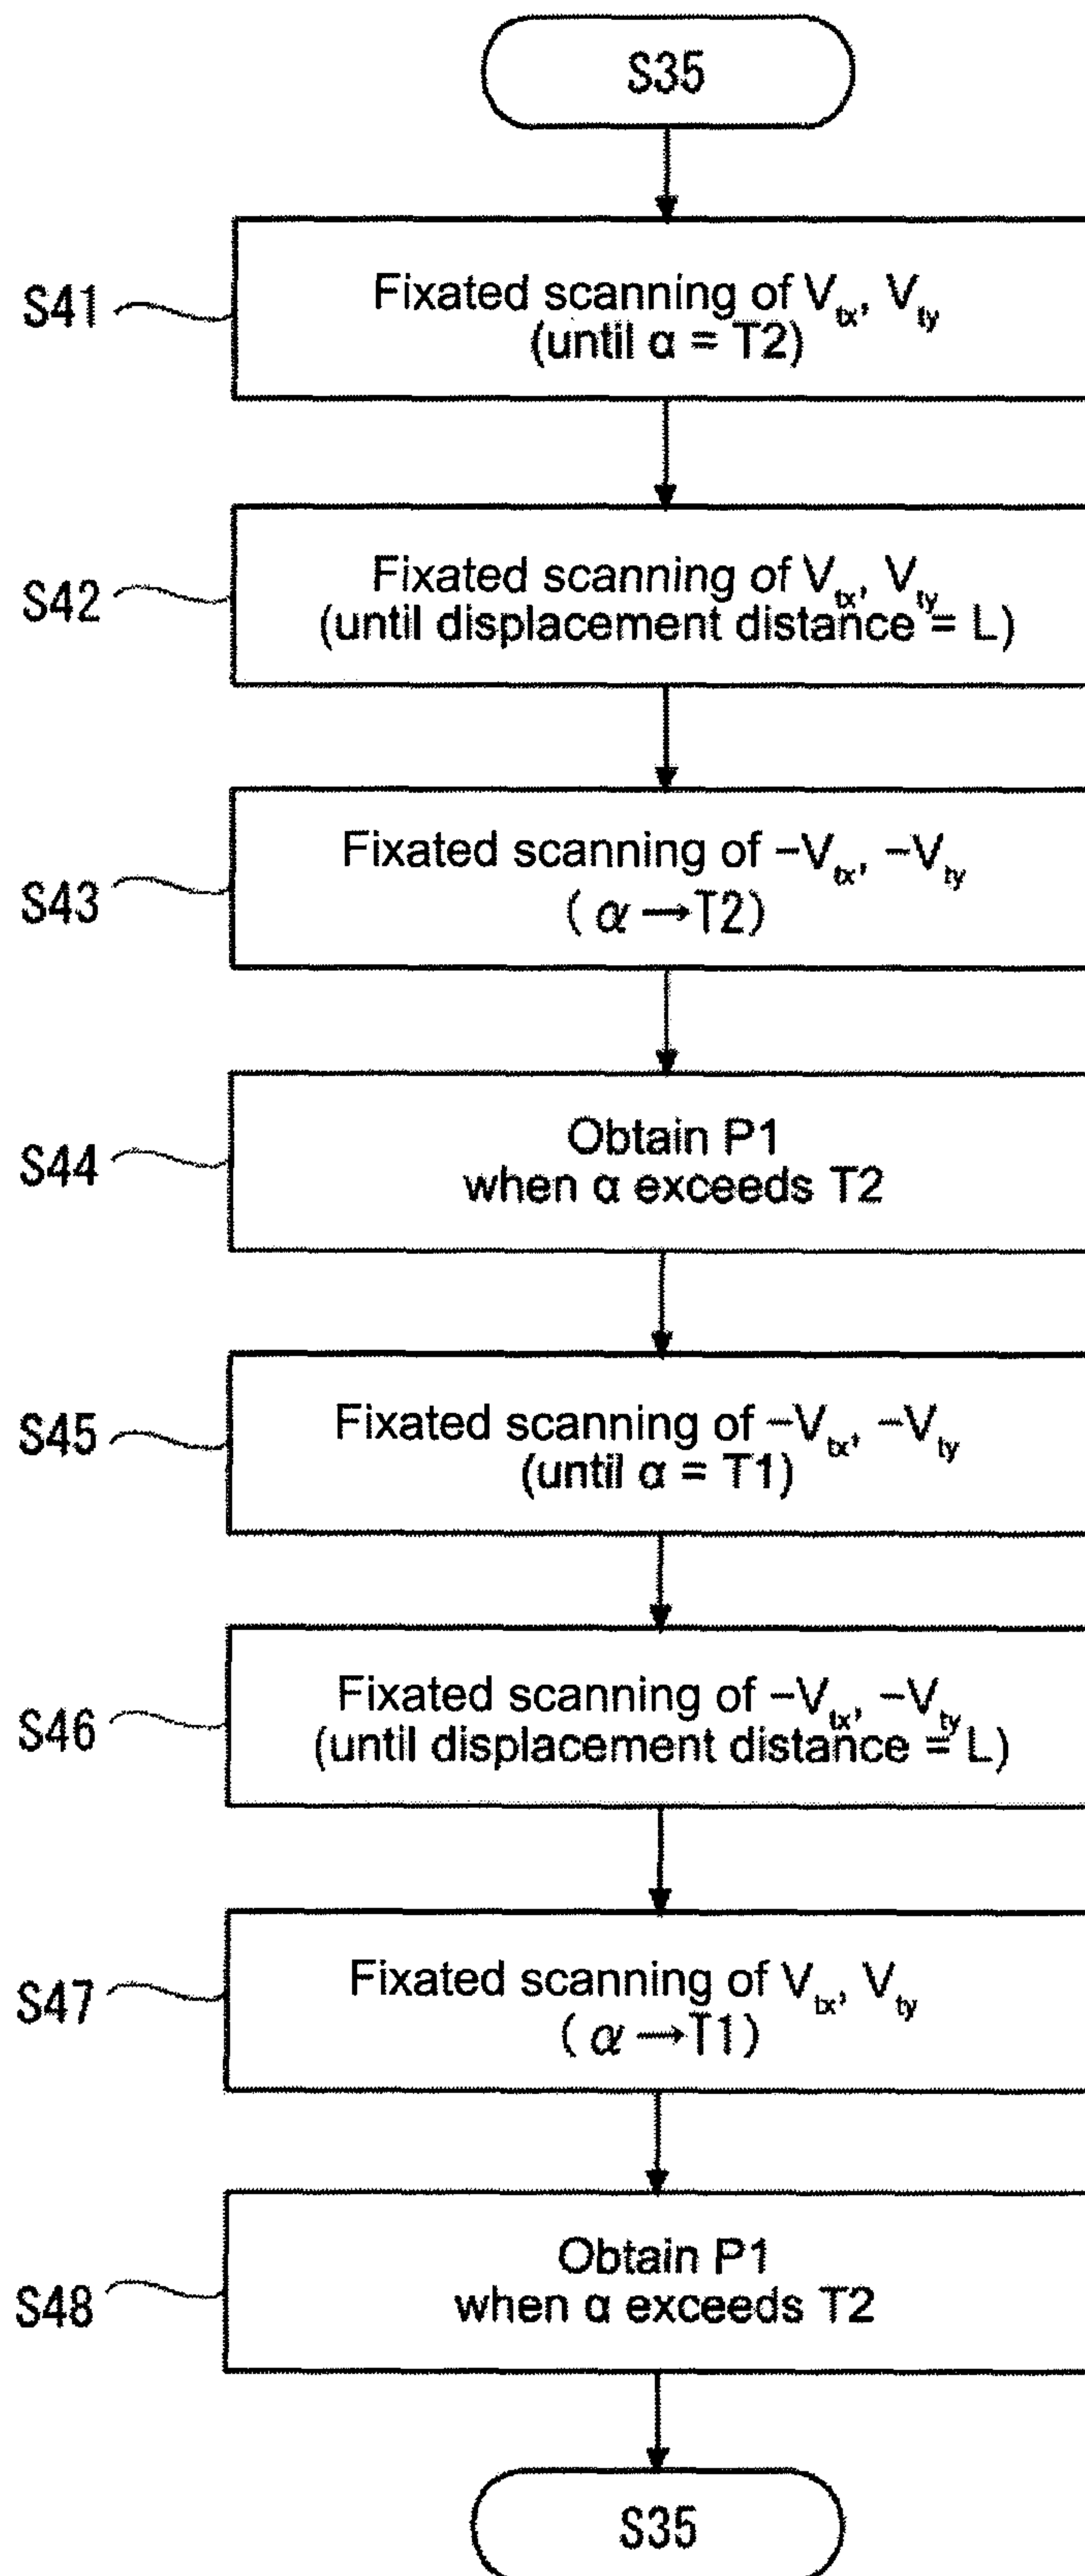 S35
S41
Fixated scanning of Vtx, Vty
(until α = T2)
S42
Fixated scanning of Vtx, Vty
(until displacement distance = L)
S43
Fixated scanning of −Vtx, −Vty
(α→T2)
S44
Obtain P1
when α exceeds T2
S45
Fixated scanning of −Vtx, −Vty
(until α = T1)
S46
Fixated scanning of −Vtx, −Vty
(until displacement distance = L)
S47
Fixated scanning of Vtx, Vty
(α→T1)
S48
Obtain P1
when α exceeds T2
S35